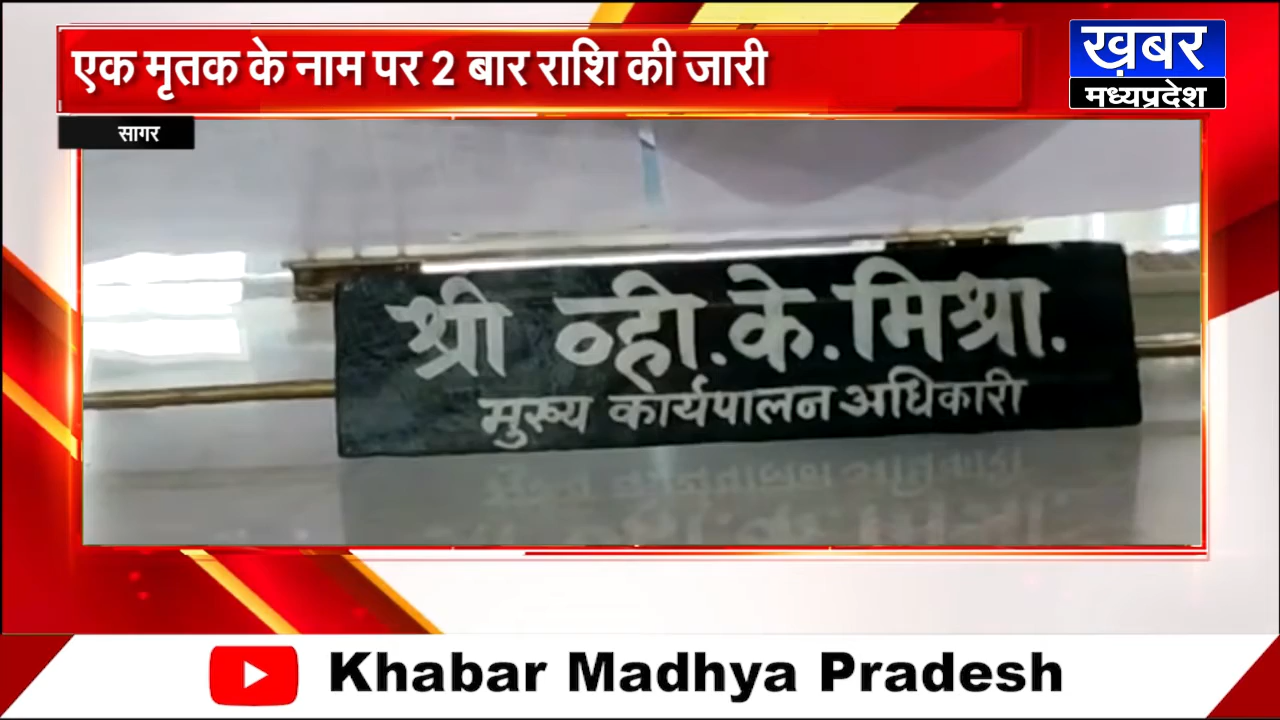 एक मृतक के नाम पर 2 बार राशि की जारी
ख़बर
मध्यप्रदेश
सागर
श्री व्ही.के.मिश्रा.
मुख्य कार्यपालन अधिकारी
Khabar Madhya Pradesh